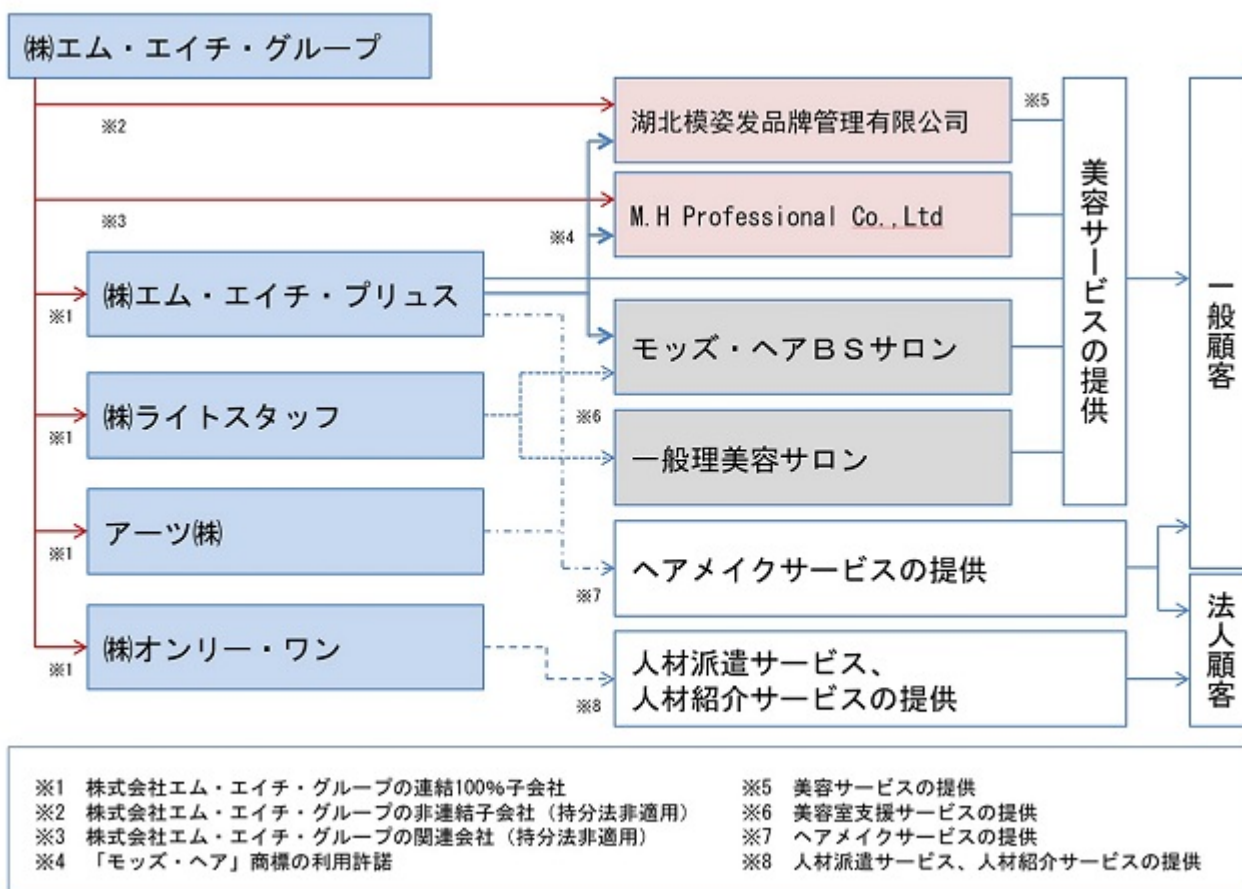 ㈱エム・エイチ・グループ
※2
湖北模姿发品牌管理有限公司
※5
※3
M.H Professional Co.,Ltd
※4
㈱エム・エイチ・プリュス
※1
モッズ・ヘアＢＳサロン
㈱ライトスタッフ
※1
※6
一般理美容サロン
美容サービスの提供
一般顧客
アーツ㈱
※1
ヘアメイクサービスの提供
※7
㈱オンリー・ワン
※1
人材派遣サービス、
人材紹介サービスの提供
※8
法人顧客
※1 株式会社エム・エイチ・グループの連結100%子会社
※2 株式会社エム・エイチ・グループの非連結子会社（持分法非適用）
※3 株式会社エム・エイチ・グループの関連会社（持分法非適用）
※4 「モッズ・ヘア」商標の利用許諾
※5 美容サービスの提供
※6 美容室支援サービスの提供
※7 ヘアメイクサービスの提供
※8 人材派遣サービス、人材紹介サービスの提供